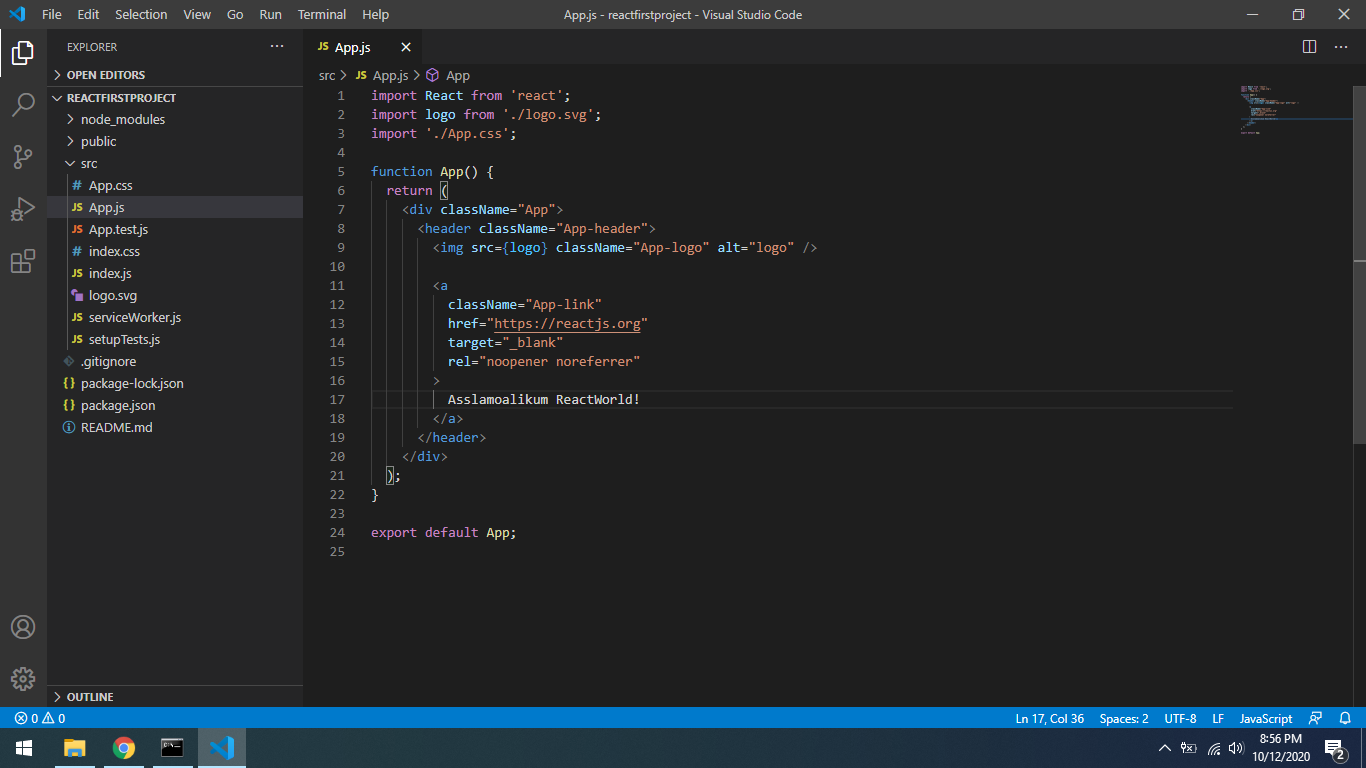 File Edit Selection View Go Run Terminal Help App.js - reactfirstproject - Visual Studio Code
EXPLORER
OPEN EDITORS
REACTFIRSTPROJECT
node_modules
public
src
# App.css
JS App.js
JS App.test.js
# index.css
JS index.js
logo.svg
JS serviceWorker.js
JS setupTests.js
.gitignore
{} package-lock.json
{} package.json
README.md
OUTLINE
JS App.js
src > JS App.js > App
1 import React from 'react';
2 import logo from './logo.svg';
3 import './App.css';
4
5 function App() {
6 return (
7 <div className="App">
8 <header className="App-header">
9 <img src={logo} className="App-logo" alt="logo" />
10
11 <a
12 className="App-link"
13 href="https://reactjs.org"
14 target="_blank"
15 rel="noopener noreferrer"
16 >
17 Asslamoalikum ReactWorld!
18 </a>
19 </header>
20 </div>
21 );
22 }
23
24 export default App;
25
0 0 Ln 17, Col 36 Spaces: 2 UTF-8 LF JavaScript
8:56 PM
10/12/2020
2